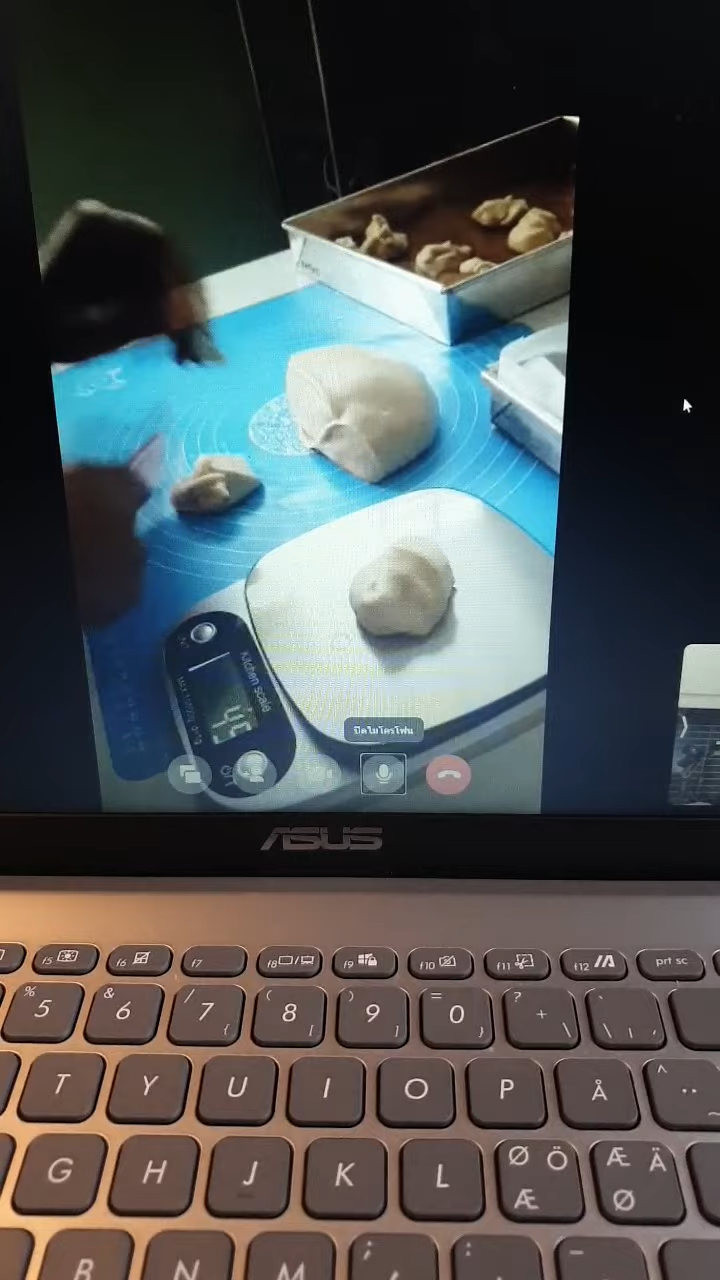 Kitchen scale
45
ปิดไมโครโฟน
ASUS
f5 f6 f7 f8 f9 f10 f11 f12 prt sc
% 5 & 6 / 7 { ( 8 [ ) 9 ] = 0 } ? + \
T Y U I O P Å ^ ¨
G H J K L Ø Ö Æ Æ Ä Ø
B N M ; : _